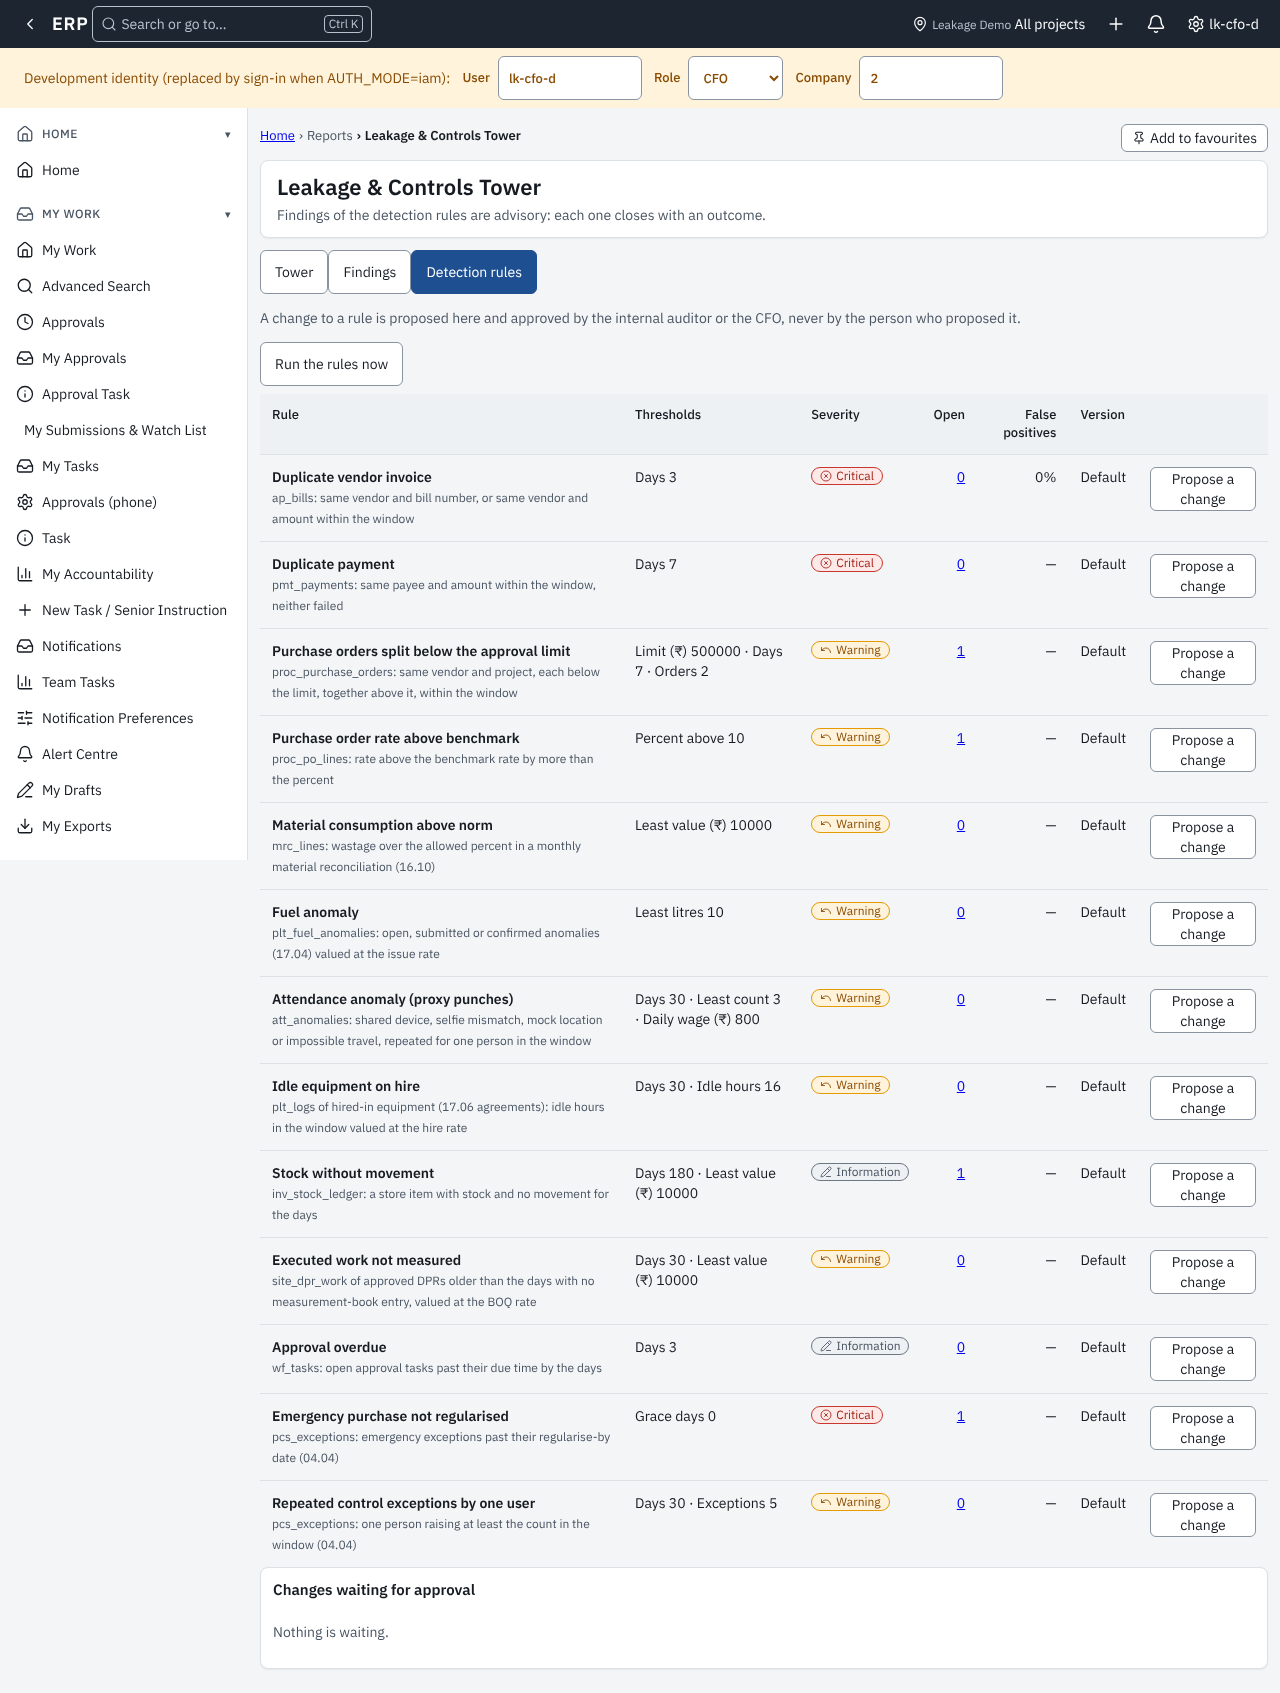 ERP
Search or go to...
Ctrl K
Leakage Demo All projects
lk-cfo-d
Development identity (replaced by sign-in when AUTH_MODE=iam):
User
lk-cfo-d
Role
CFO
Company
2
HOME
Home
MY WORK
My Work
Advanced Search
Approvals
My Approvals
Approval Task
My Submissions & Watch List
My Tasks
Approvals (phone)
Task
My Accountability
New Task / Senior Instruction
Notifications
Team Tasks
Notification Preferences
Alert Centre
My Drafts
My Exports
Home › Reports › Leakage & Controls Tower
Add to favourites
Leakage & Controls Tower
Findings of the detection rules are advisory: each one closes with an outcome.
Tower
Findings
Detection rules
A change to a rule is proposed here and approved by the internal auditor or the CFO, never by the person who proposed it.
Run the rules now
Rule
Thresholds
Severity
Open
False
positives
Version
Duplicate vendor invoice
ap_bills: same vendor and bill number, or same vendor and
amount within the window
Days 3
Critical
0
0%
Default
Propose a
change
Duplicate payment
pmt_payments: same payee and amount within the window,
neither failed
Days 7
Critical
0
—
Default
Propose a
change
Purchase orders split below the approval limit
proc_purchase_orders: same vendor and project, each below
the limit, together above it, within the window
Limit (₹) 500000 · Days
7 · Orders 2
Warning
1
—
Default
Propose a
change
Purchase order rate above benchmark
proc_po_lines: rate above the benchmark rate by more than
the percent
Percent above 10
Warning
1
—
Default
Propose a
change
Material consumption above norm
mrc_lines: wastage over the allowed percent in a monthly
material reconciliation (16.10)
Least value (₹) 10000
Warning
0
—
Default
Propose a
change
Fuel anomaly
plt_fuel_anomalies: open, submitted or confirmed anomalies
(17.04) valued at the issue rate
Least litres 10
Warning
0
—
Default
Propose a
change
Attendance anomaly (proxy punches)
att_anomalies: shared device, selfie mismatch, mock location
or impossible travel, repeated for one person in the window
Days 30 · Least count 3
· Daily wage (₹) 800
Warning
0
—
Default
Propose a
change
Idle equipment on hire
plt_logs of hired-in equipment (17.06 agreements): idle hours
in the window valued at the hire rate
Days 30 · Idle hours 16
Warning
0
—
Default
Propose a
change
Stock without movement
inv_stock_ledger: a store item with stock and no movement for
the days
Days 180 · Least value
(₹) 10000
Information
1
—
Default
Propose a
change
Executed work not measured
site_dpr_work of approved DPRs older than the days with no
measurement-book entry, valued at the BOQ rate
Days 30 · Least value
(₹) 10000
Warning
0
—
Default
Propose a
change
Approval overdue
wf_tasks: open approval tasks past their due time by the days
Days 3
Information
0
—
Default
Propose a
change
Emergency purchase not regularised
pcs_exceptions: emergency exceptions past their regularise-by
date (04.04)
Grace days 0
Critical
1
—
Default
Propose a
change
Repeated control exceptions by one user
pcs_exceptions: one person raising at least the count in the
window (04.04)
Days 30 · Exceptions 5
Warning
0
—
Default
Propose a
change
Changes waiting for approval
Nothing is waiting.